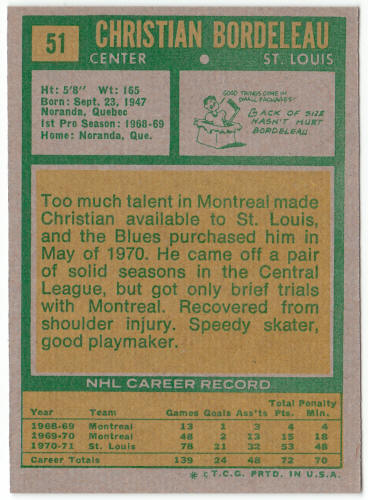 51 CHRISTIAN BORDELEAU
CENTER • ST. LOUIS
Ht: 5'8" Wt: 165
Born: Sept. 23, 1947
Noranda, Quebec
1st Pro Season: 1968-69
Home: Noranda, Que.
GOOD THINGS COME IN
SMALL PACKAGES!
LACK OF SIZE
HASN'T HURT
BORDELEAU
Too much talent in Montreal made
Christian available to St. Louis,
and the Blues purchased him in
May of 1970. He came off a pair
of solid seasons in the Central
League, but got only brief trials
with Montreal. Recovered from
shoulder injury. Speedy skater,
good playmaker.
NHL CAREER RECORD
Total Penalty
Year Team Games Goals Ass'ts Pts. Min.
1968-69 Montreal 13 1 3 4 4
1969-70 Montreal 48 2 13 15 18
1970-71 St. Louis 78 21 32 53 48
Career Totals 139 24 48 72 70
* © T.C.G. PRTD. IN U.S.A.